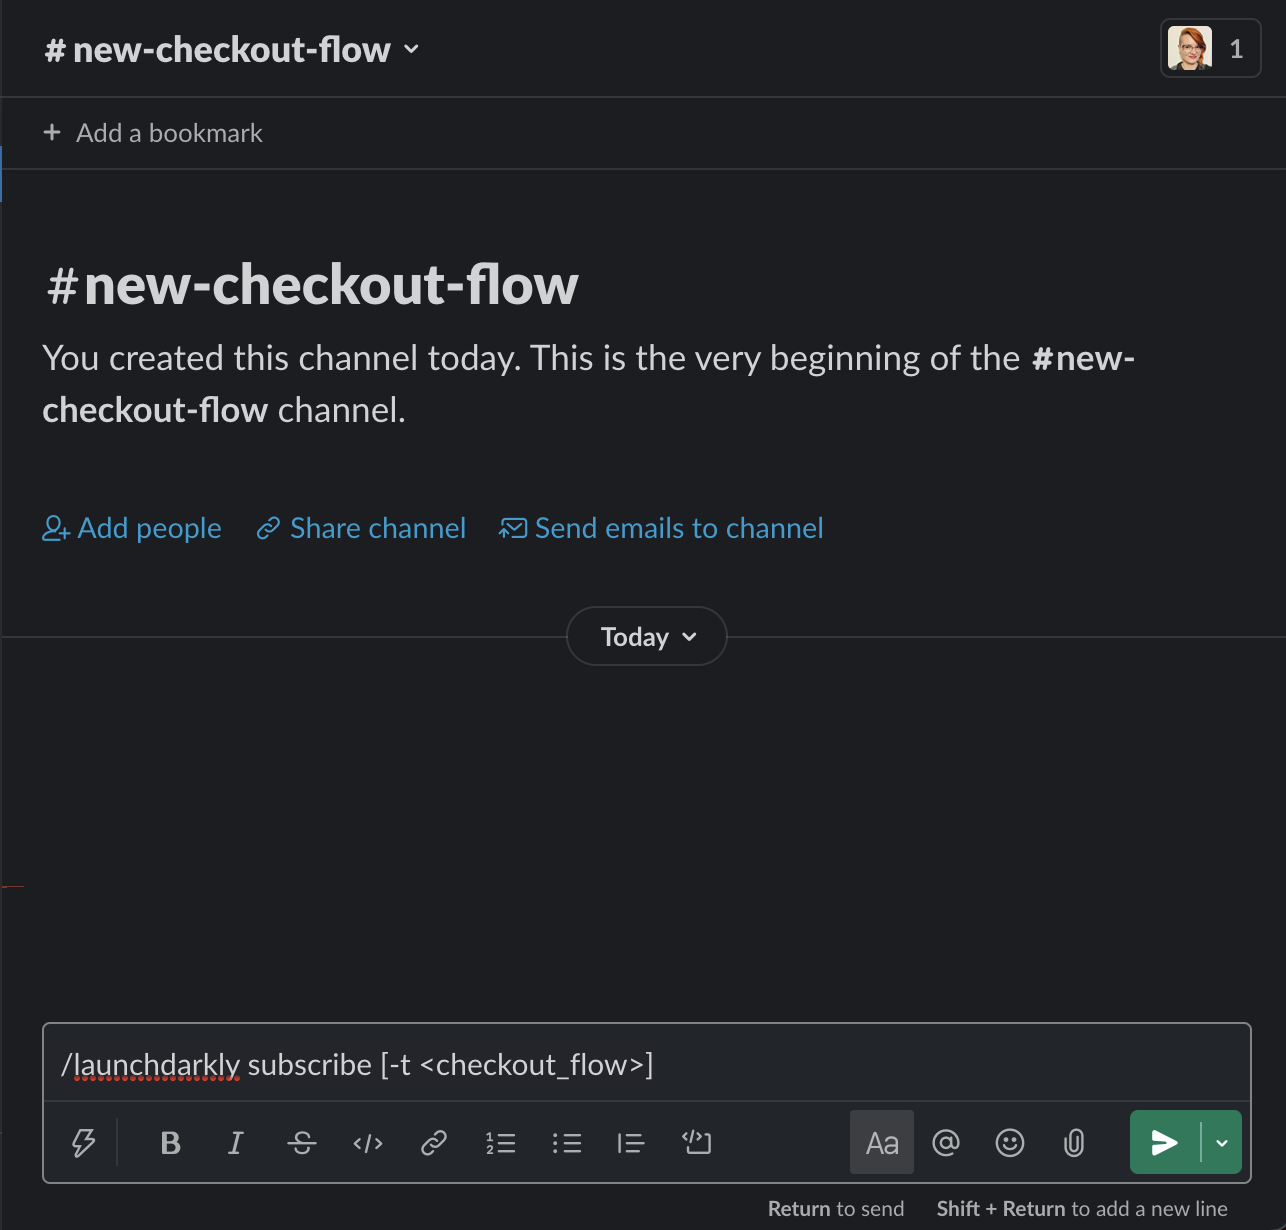 # new-checkout-flow
1
+ Add a bookmark
#new-checkout-flow
You created this channel today. This is the very beginning of the #new-
checkout-flow channel.
Add people Share channel Send emails to channel
Today
/launchdarkly subscribe [-t <checkout_flow>]
B I S </> Aa @
Return to send Shift + Return to add a new line